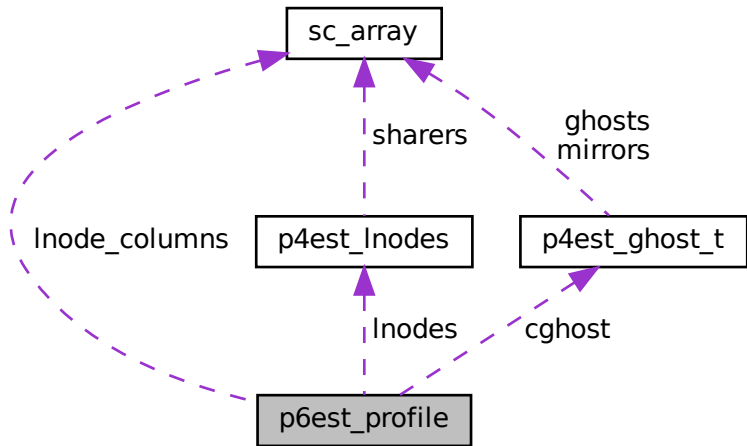 sc_array
sharers
ghosts
mirrors
lnode_columns
p4est_lnodes
p4est_ghost_t
lnodes
cghost
p6est_profile